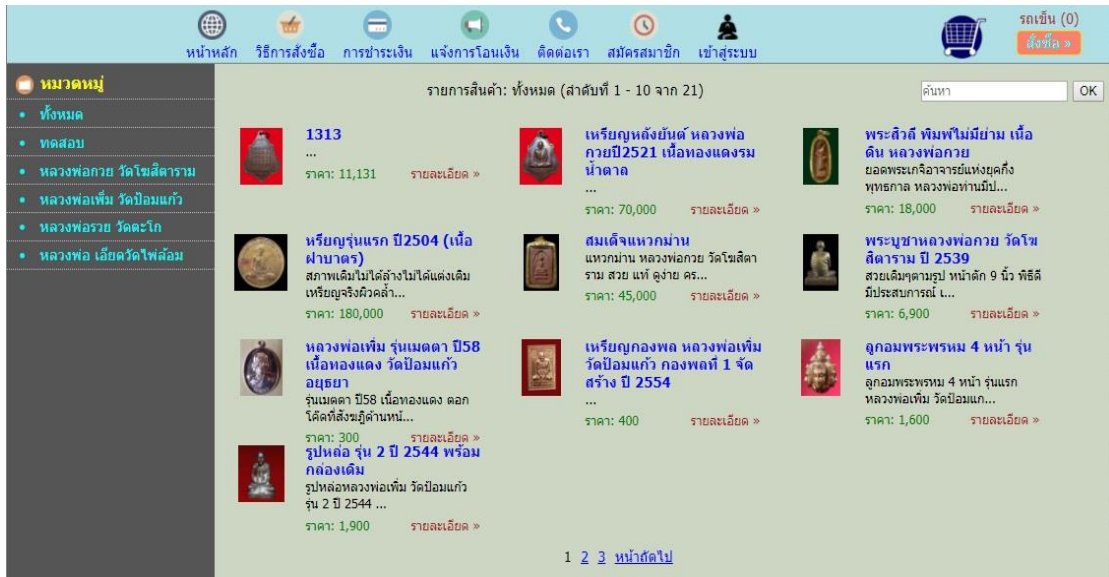 หน้าหลัก วิธีการสั่งซื้อ การชำระเงิน แจ้งการโอนเงิน ติดต่อเรา สมัครสมาชิก เข้าสู่ระบบ
รถเข็น (0)
สั่งซื้อ »
หมวดหมู่
• ทั้งหมด
• ทดสอบ
• หลวงพ่อกวย วัดโฆสิตาราม
• หลวงพ่อเพิ่ม วัดป้อมแก้ว
• หลวงพ่อรวย วัดตะโก
• หลวงพ่อ เอียดวัดไผ่ล้อม
รายการสินค้า: ทั้งหมด (ลำดับที่ 1 - 10 จาก 21)
ค้นหา OK
1313
...
ราคา: 11,131 รายละเอียด »
เหรียญหลังยันต์ หลวงพ่อ
กวยปี2521 เนื้อทองแดงรม
น้ำตาล
...
ราคา: 70,000 รายละเอียด »
พระสิวลี พิมพ์ไม่มีย่าม เนื้อ
ดิน หลวงพ่อกวย
ยอดพระเกจิอาจารย์แห่งยุคกึ่ง
พุทธกาล หลวงพ่อท่านมีป...
ราคา: 18,000 รายละเอียด »
หรียญรุ่นแรก ปี2504 (เนื้อ
ฝาบาตร)
สภาพเดิมไม่ได้ล้างไม่ได้แต่งเดิม
เหรียญจริงผิวคล้ำ...
ราคา: 180,000 รายละเอียด »
สมเด็จแหวกม่าน
แหวกม่าน หลวงพ่อกวย วัดโฆสิตา
ราม สวย แท้ ดูง่าย คร...
ราคา: 45,000 รายละเอียด »
พระบูชาหลวงพ่อกวย วัดโฆ
สิตาราม ปี 2539
สวยเดิมๆตามรูป หน้าตัก 9 นิ้ว พิธีดี
มีประสบการณ์ เ...
ราคา: 6,900 รายละเอียด »
หลวงพ่อเพิ่ม รุ่นเมตตา ปี58
เนื้อทองแดง วัดป้อมแก้ว
อยุธยา
รุ่นเมตตา ปี58 เนื้อทองแดง ตอก
โค๊ดที่สังฆฏิด้านหน้...
ราคา: 300 รายละเอียด »
เหรียญกองพล หลวงพ่อเพิ่ม
วัดป้อมแก้ว กองพลที่ 1 จัด
สร้าง ปี 2554
...
ราคา: 400 รายละเอียด »
ลูกอมพระพรหม 4 หน้า รุ่น
แรก
ลูกอมพระพรหม 4 หน้า รุ่นแรก
หลวงพ่อเพิ่ม วัดป้อมแก...
ราคา: 1,600 รายละเอียด »
รูปหล่อ รุ่น 2 ปี 2544 พร้อม
กล่องเดิม
รูปหล่อหลวงพ่อเพิ่ม วัดป้อมแก้ว
รุ่น 2 ปี 2544 ...
ราคา: 1,900 รายละเอียด »
1 2 3 หน้าถัดไป